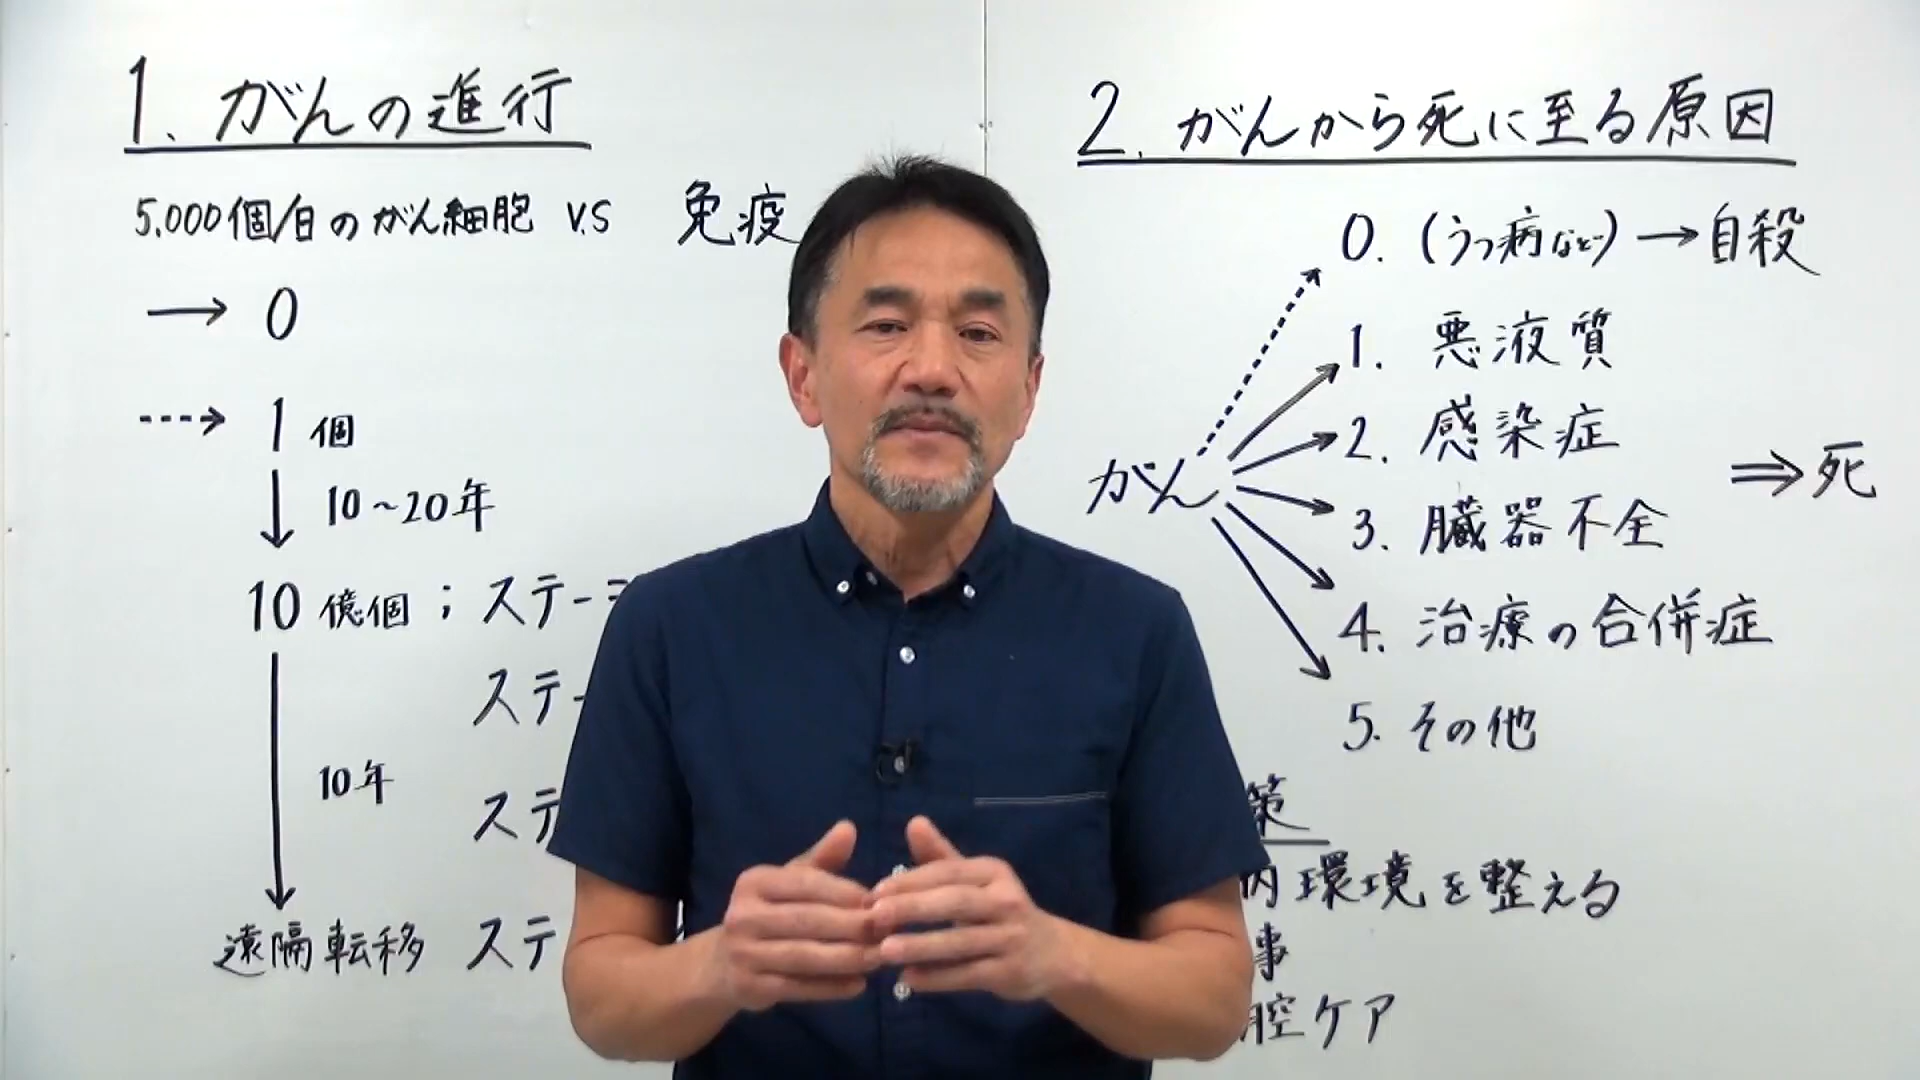 1. がんの進行
5.000個/日のがん細胞 V.S 免疫
→ 0
⇢ 1個
↓ 10~20年
10億個 ; ステー
ステー
↓ 10年
ステ
遠隔転移 ステ
2. がんから死に至る原因
0. (うつ病など) → 自殺
1. 悪液質
2. 感染症
がん
⇒ 死
3. 臓器不全
4. 治療の合併症
5. その他
策
内環境を整える
事
腔ケア